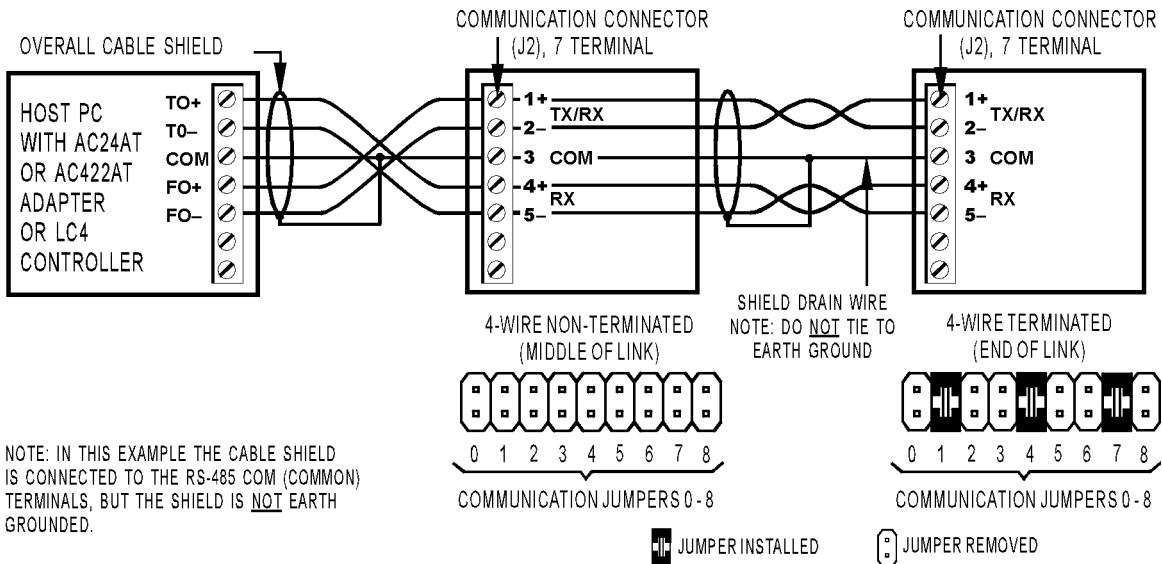 OVERALL CABLE SHIELD
COMMUNICATION CONNECTOR
(J2), 7 TERMINAL
COMMUNICATION CONNECTOR
(J2), 7 TERMINAL
HOST PC
WITH AC24AT
OR AC422AT
ADAPTER
OR LC4
CONTROLLER
TO+
T0–
COM
FO+
FO–
1+
TX/RX
2–
3 COM
4+
RX
5–
1+
TX/RX
2–
3 COM
4+
RX
5–
SHIELD DRAIN WIRE
NOTE: DO NOT TIE TO
EARTH GROUND
4-WIRE NON-TERMINATED
(MIDDLE OF LINK)
0 1 2 3 4 5 6 7 8
COMMUNICATION JUMPERS 0 - 8
4-WIRE TERMINATED
(END OF LINK)
0 1 2 3 4 5 6 7 8
COMMUNICATION JUMPERS 0 - 8
NOTE: IN THIS EXAMPLE THE CABLE SHIELD
IS CONNECTED TO THE RS-485 COM (COMMON)
TERMINALS, BUT THE SHIELD IS NOT EARTH
GROUNDED.
JUMPER INSTALLED
JUMPER REMOVED